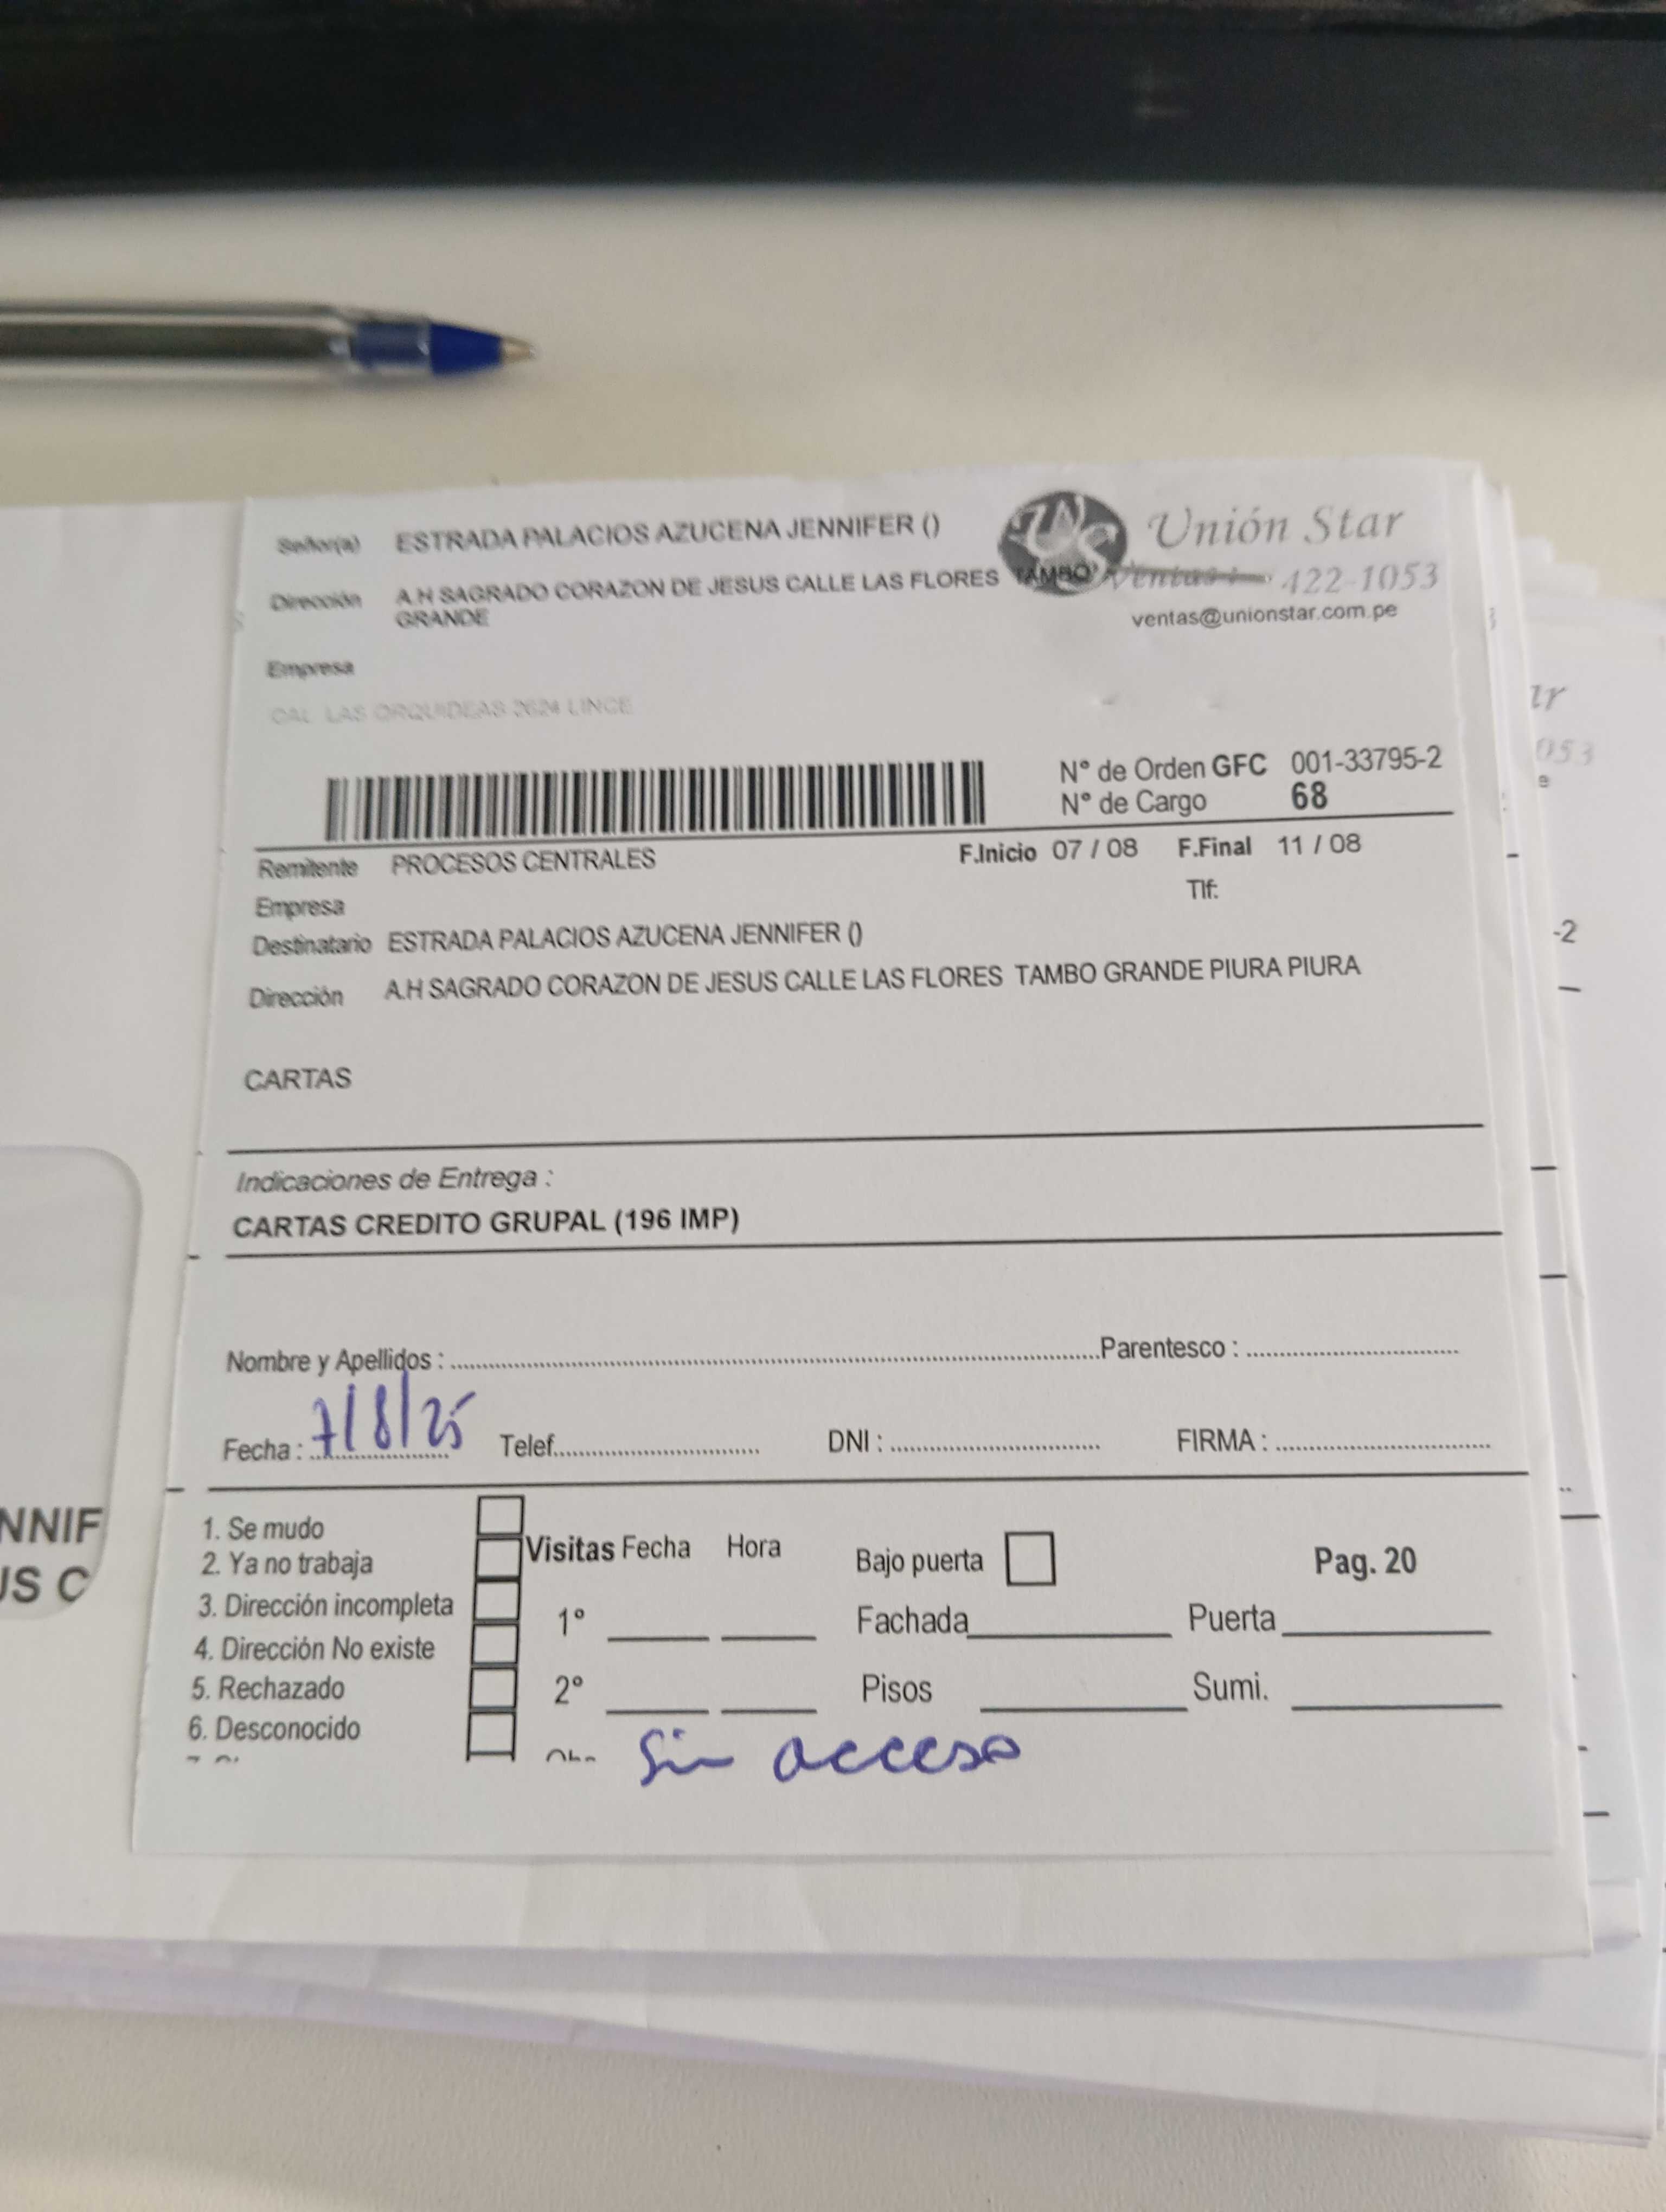 Señor(a) ESTRADA PALACIOS AZUCENA JENNIFER ()
Unión Star
Dirección A.H SAGRADO CORAZON DE JESUS CALLE LAS FLORES TAMBO
GRANDE
Ventas: 422-1053
ventas@unionstar.com.pe
Empresa
CAL LAS ORQUIDEAS 2624 LINCE
N° de Orden GFC 001-33795-2
N° de Cargo 68
Remitente PROCESOS CENTRALES F.Inicio 07 / 08 F.Final 11 / 08
Empresa Tlf:
Destinatario ESTRADA PALACIOS AZUCENA JENNIFER ()
Dirección A.H SAGRADO CORAZON DE JESUS CALLE LAS FLORES TAMBO GRANDE PIURA PIURA
CARTAS
Indicaciones de Entrega :
CARTAS CREDITO GRUPAL (196 IMP)
Nombre y Apellidos : Parentesco :
Fecha : 7/8/25 Telef. DNI : FIRMA :
1. Se mudo
2. Ya no trabaja
3. Dirección incompleta
4. Dirección No existe
5. Rechazado
6. Desconocido
Visitas Fecha Hora
1°
2°
Sin acceso
Bajo puerta
Pag. 20
Fachada Puerta
Pisos Sumi.
NNIF
US C
ar
053
e
-2